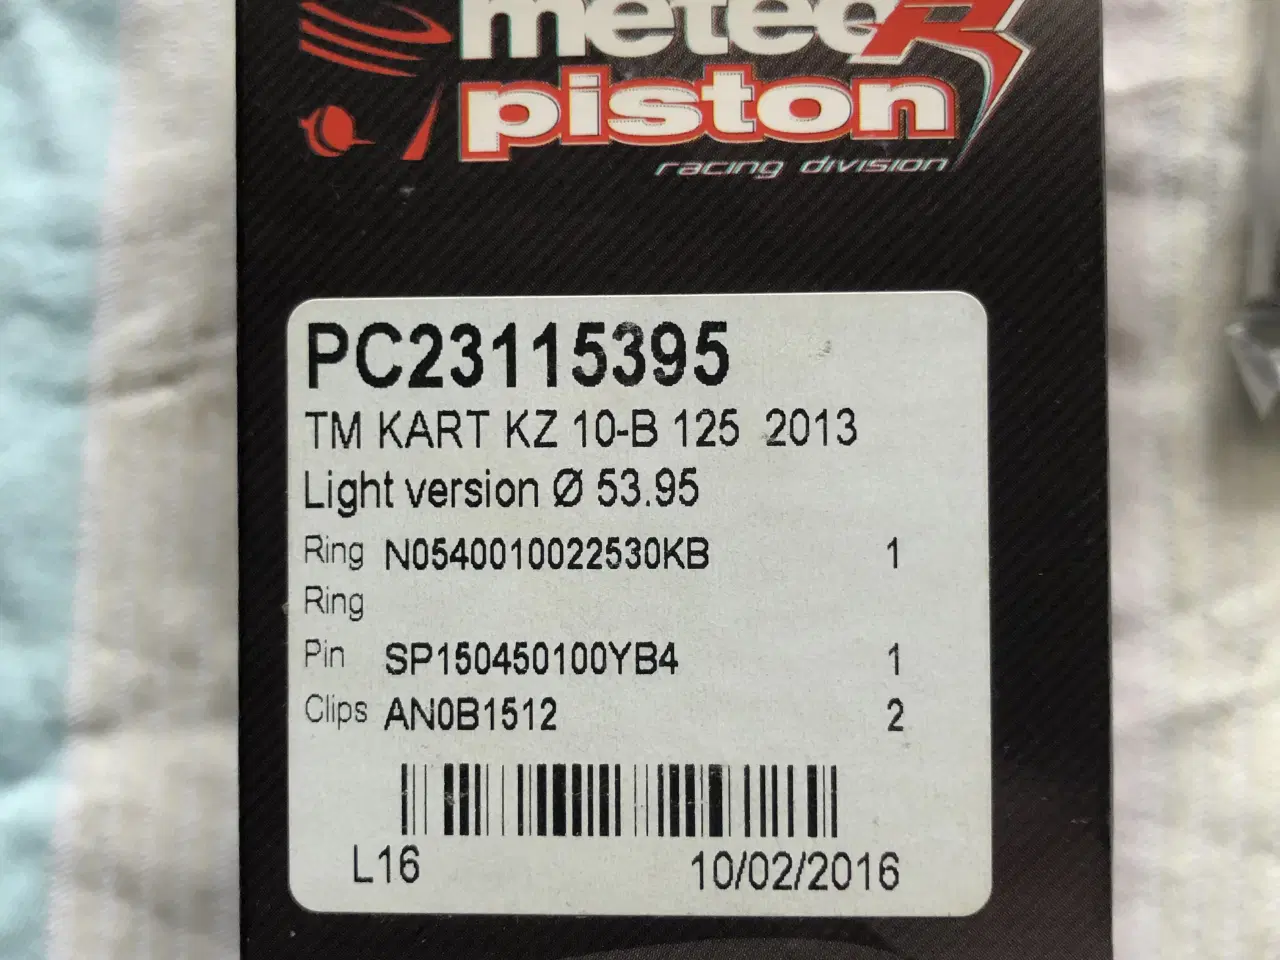 meteoR
piston
racing division
PC23115395
TM KART KZ 10-B 125 2013
Light version Ø 53.95
Ring N0540010022530KB 1
Ring
Pin SP150450100YB4 1
Clips AN0B1512 2
L16 10/02/2016